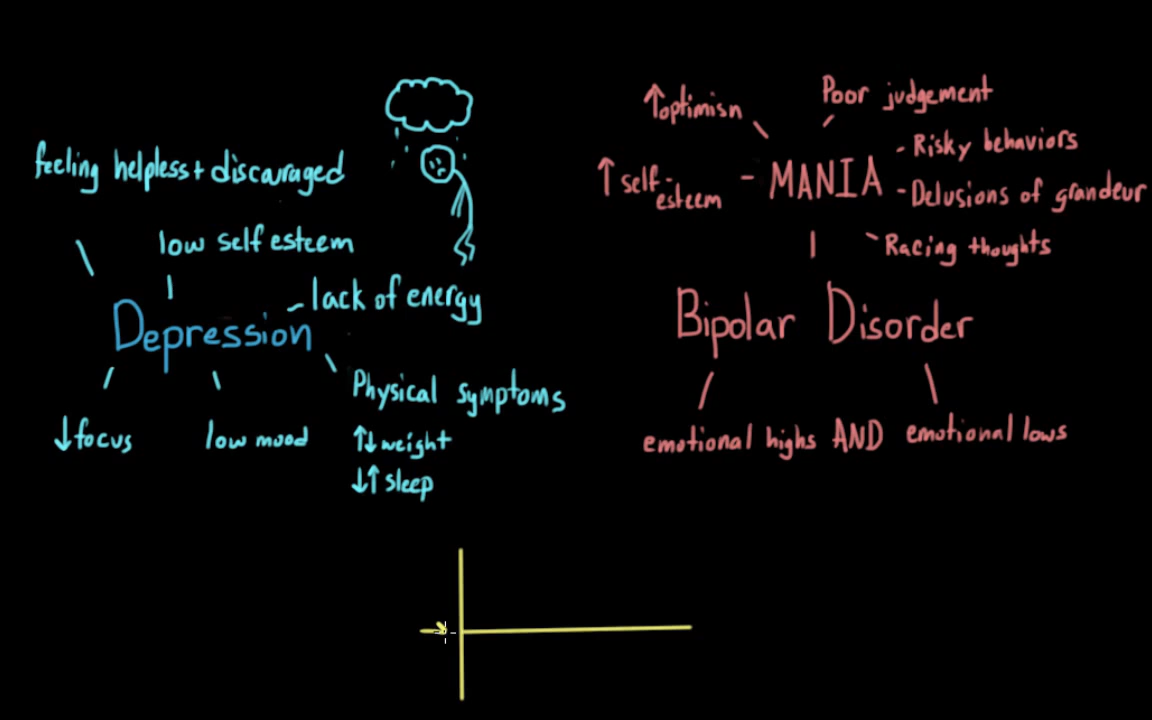 feeling helpless + discouraged
low self esteem
lack of energy
Depression
↓focus
low mood
Physical symptoms
↑↓ weight
↓↑ sleep
↑optimism
Poor judgement
- Risky behaviors
↑ self-
esteem
- MANIA
- Delusions of grandeur
Racing thoughts
Bipolar Disorder
emotional highs AND emotional lows